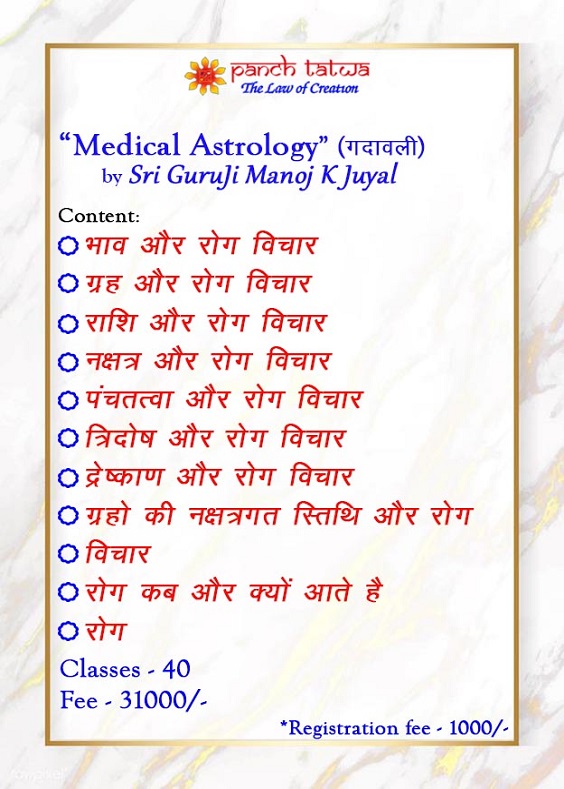 panch tatwa
The Law of Creation
“Medical Astrology” (गदावली)
by Sri GuruJi Manoj K Juyal
Content:
भाव और रोग विचार
ग्रह और रोग विचार
राशि और रोग विचार
नक्षत्र और रोग विचार
पंचतत्वा और रोग विचार
त्रिदोष और रोग विचार
द्रेष्काण और रोग विचार
ग्रहो की नक्षत्रगत स्तिथि और रोग
विचार
रोग कब और क्यों आते है
रोग
Classes - 40
Fee - 31000/-
*Registration fee - 1000/-